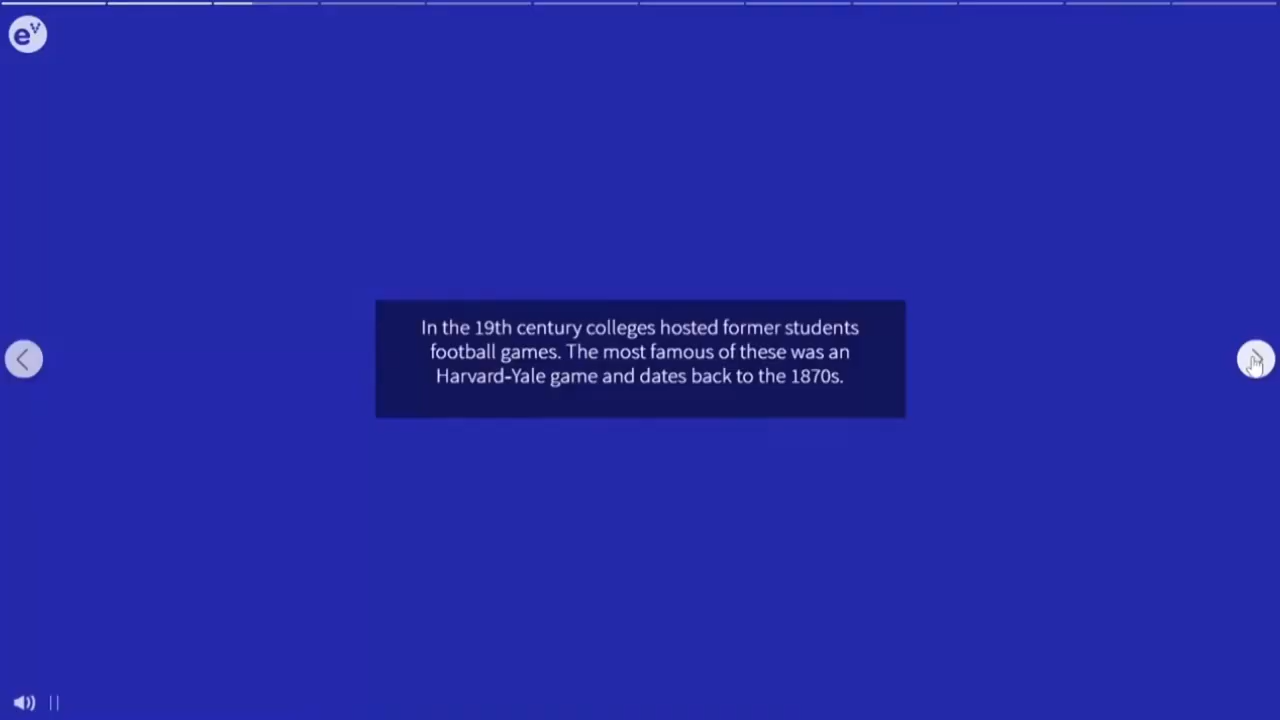 ev
In the 19th century colleges hosted former students
football games. The most famous of these was an
Harvard-Yale game and dates back to the 1870s.